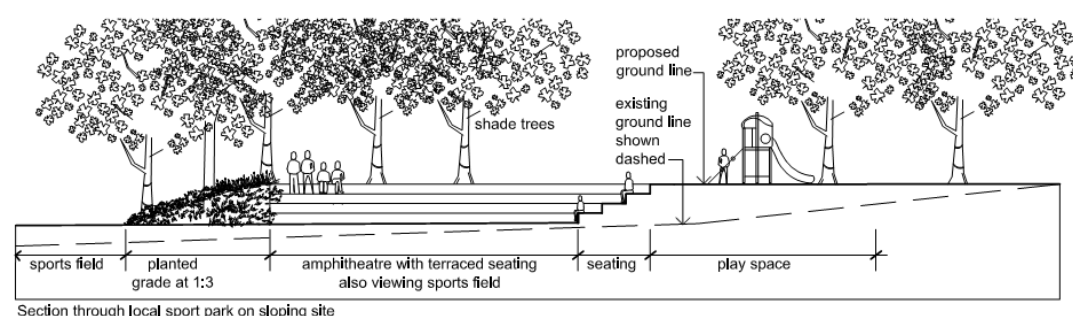 proposed
ground line
existing
ground line
shown
dashed
shade trees
sports field
planted
grade at 1:3
amphitheatre with terraced seating
also viewing sports field
seating
play space
Section through local sport park on sloping site